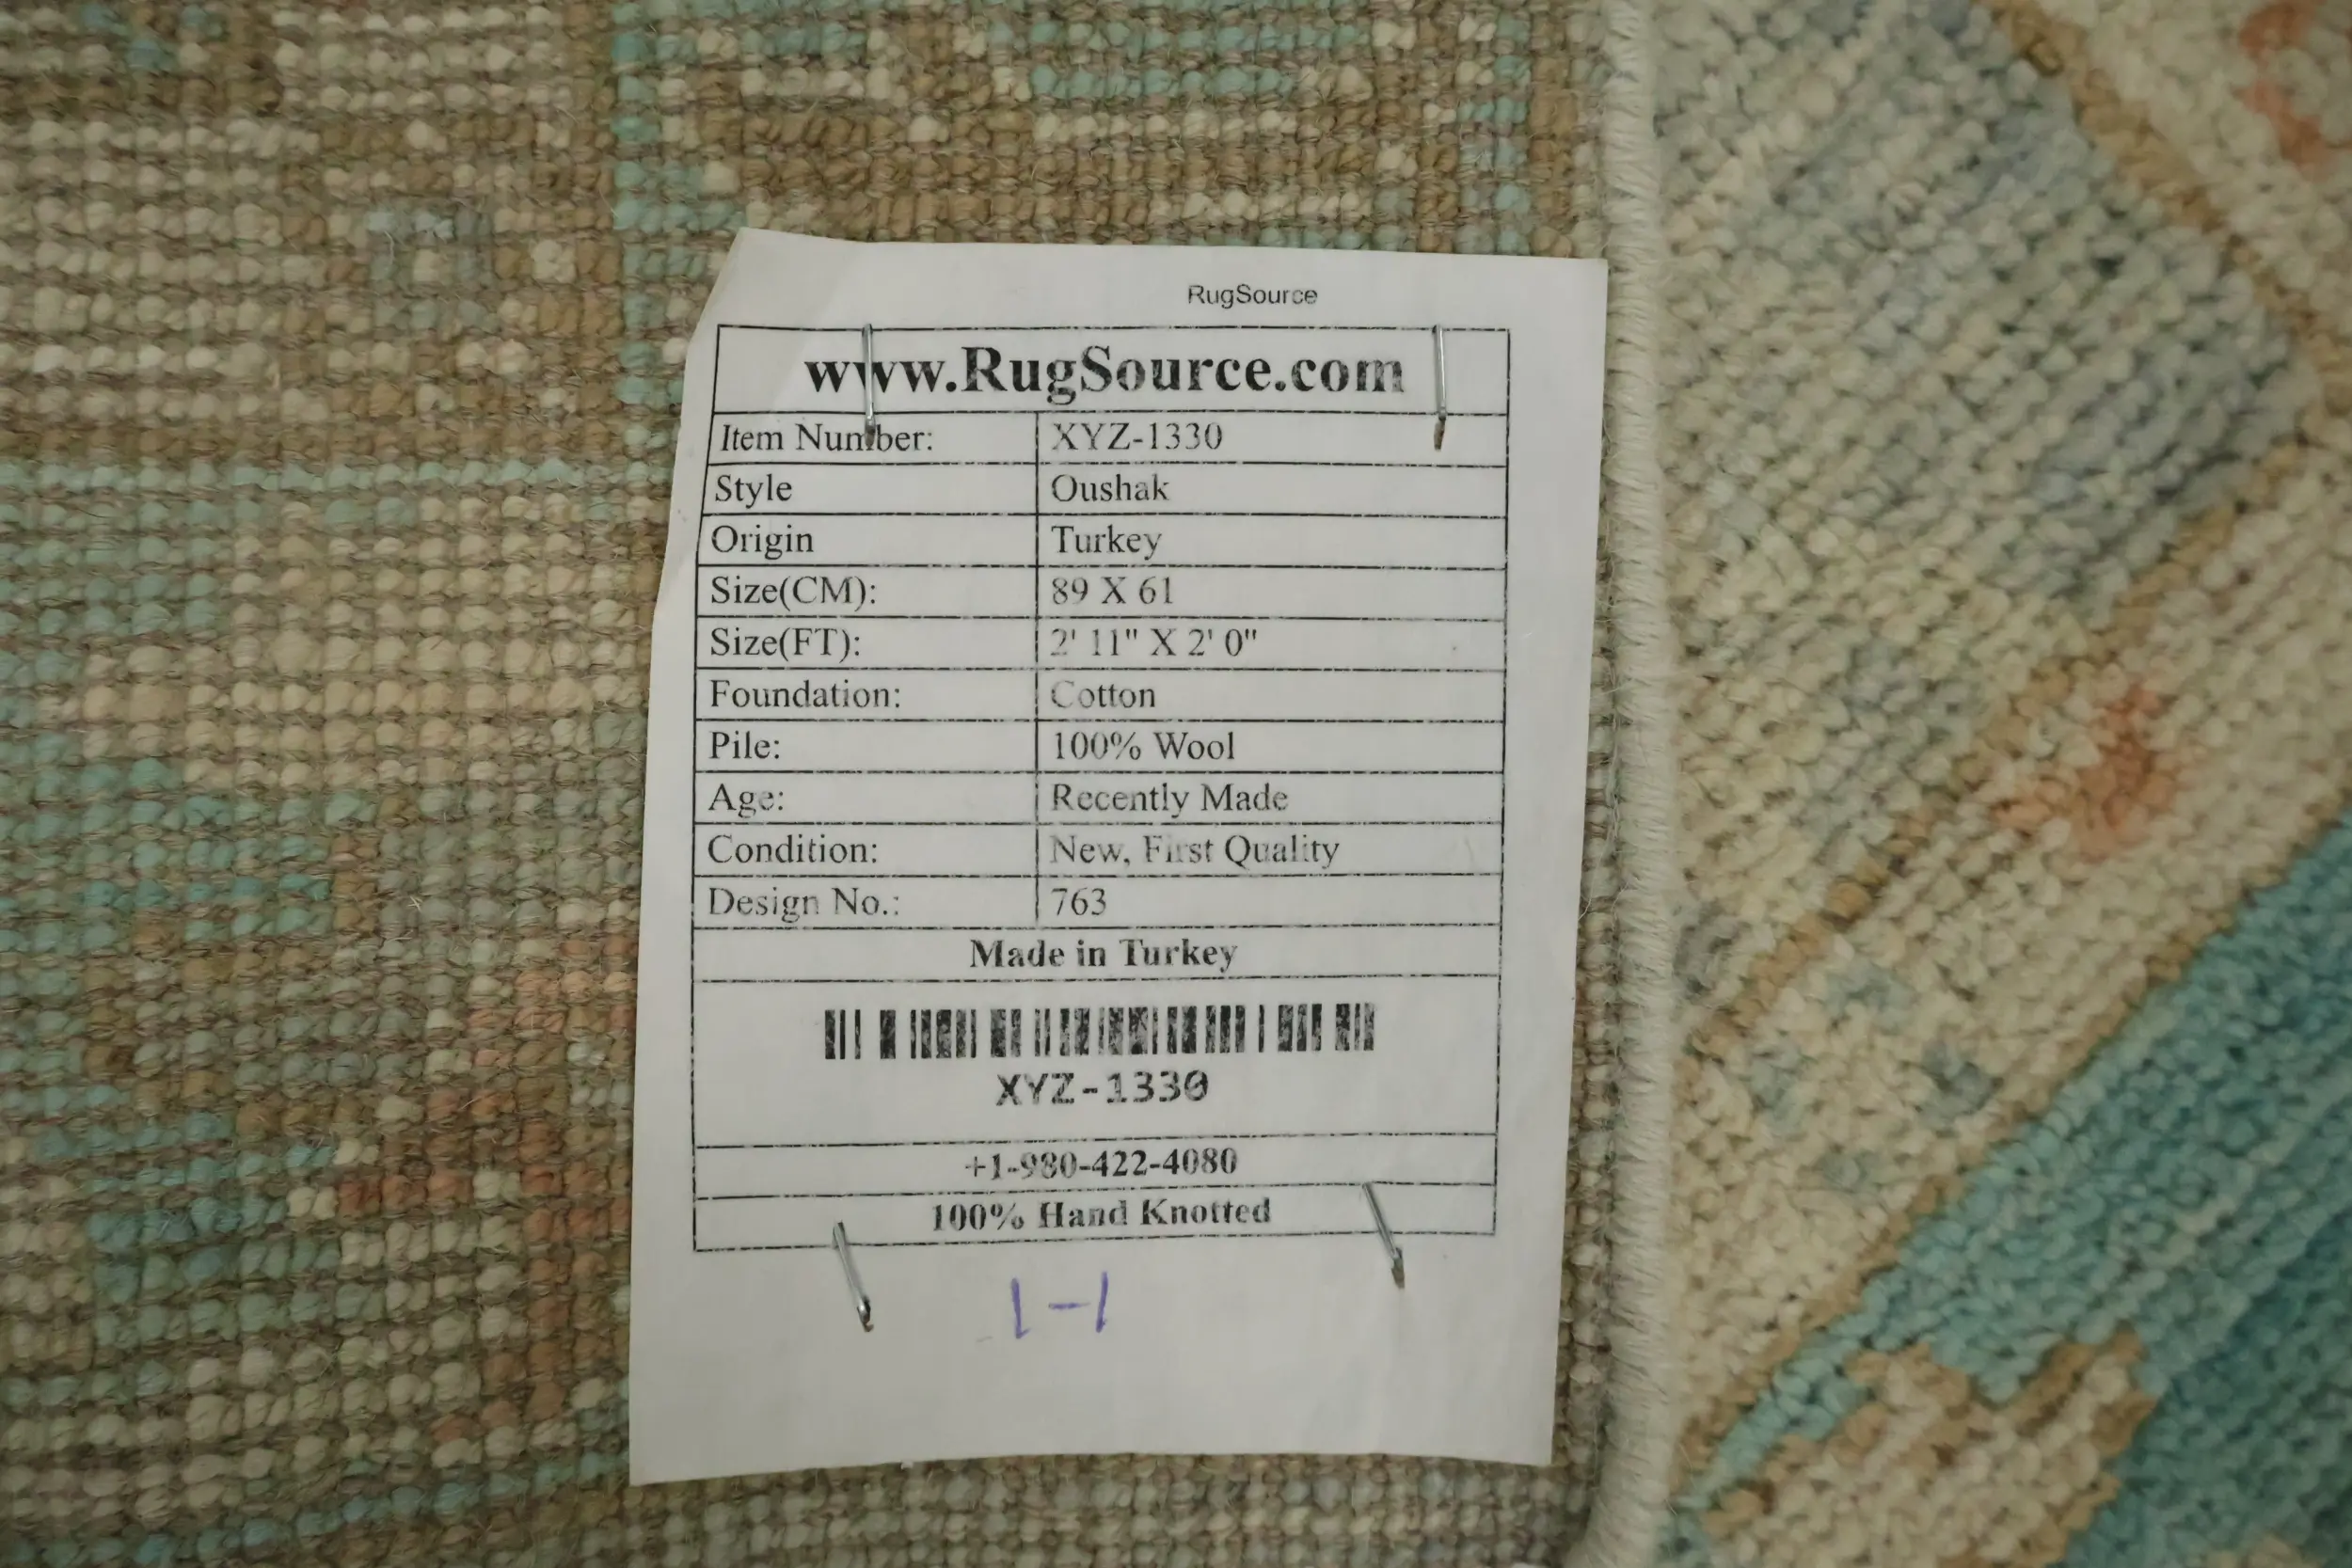 RugSource
www.RugSource.com
Item Number: XYZ-1330
Style Oushak
Origin Turkey
Size(CM): 89 X 61
Size(FT): 2' 11" X 2' 0"
Foundation: Cotton
Pile: 100% Wool
Age: Recently Made
Condition: New, First Quality
Design No.: 763
Made in Turkey
XYZ-1330
+1-980-422-4080
100% Hand Knotted
1-1